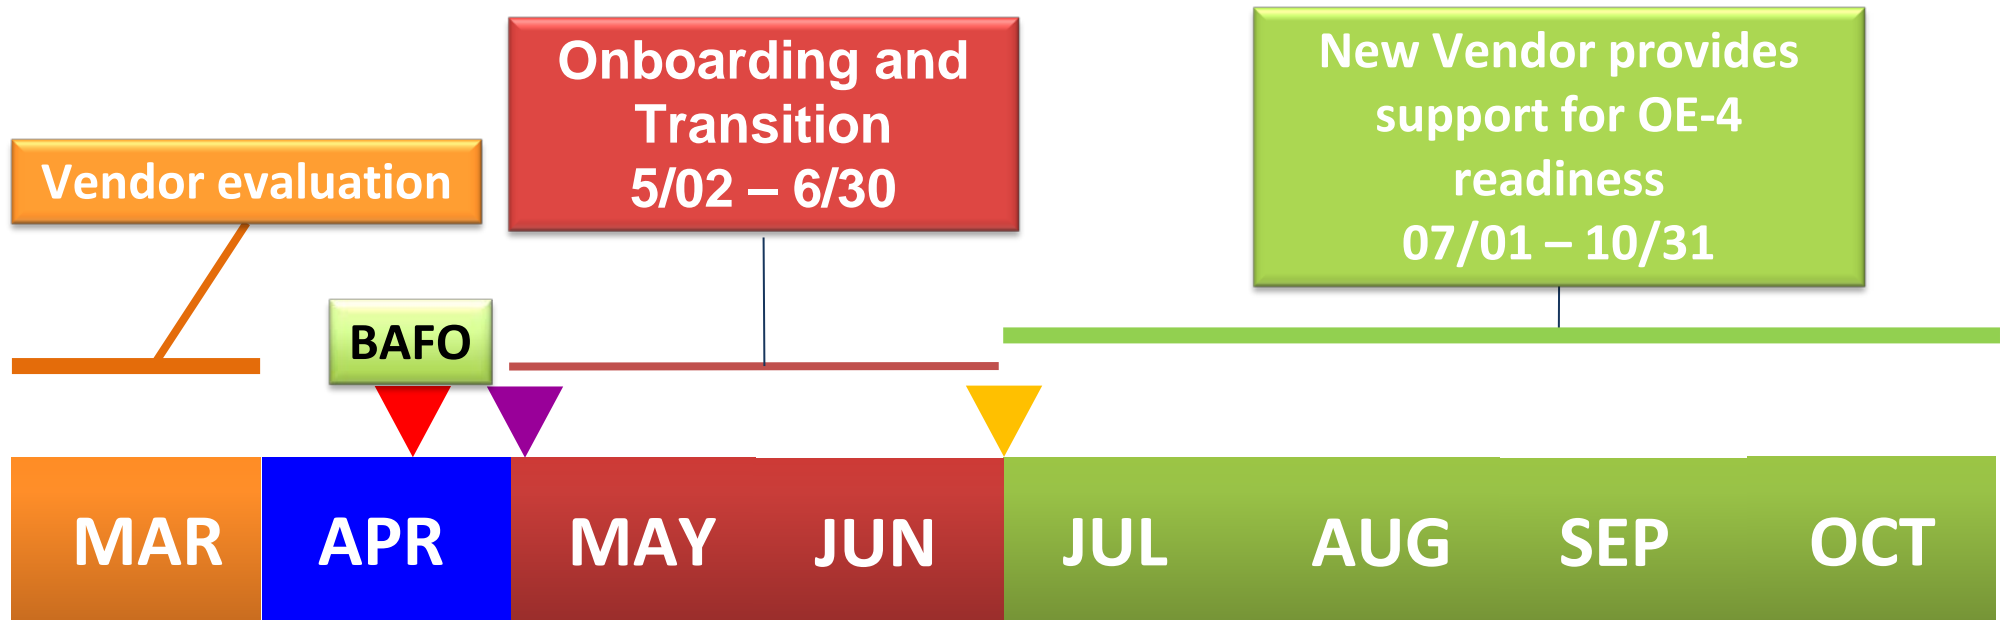 Onboarding and
Transition
5/02 – 6/30
New Vendor provides
support for OE-4
readiness
07/01 – 10/31
Vendor evaluation
BAFO
MAR
APR
MAY
JUN
JUL
AUG
SEP
OCT